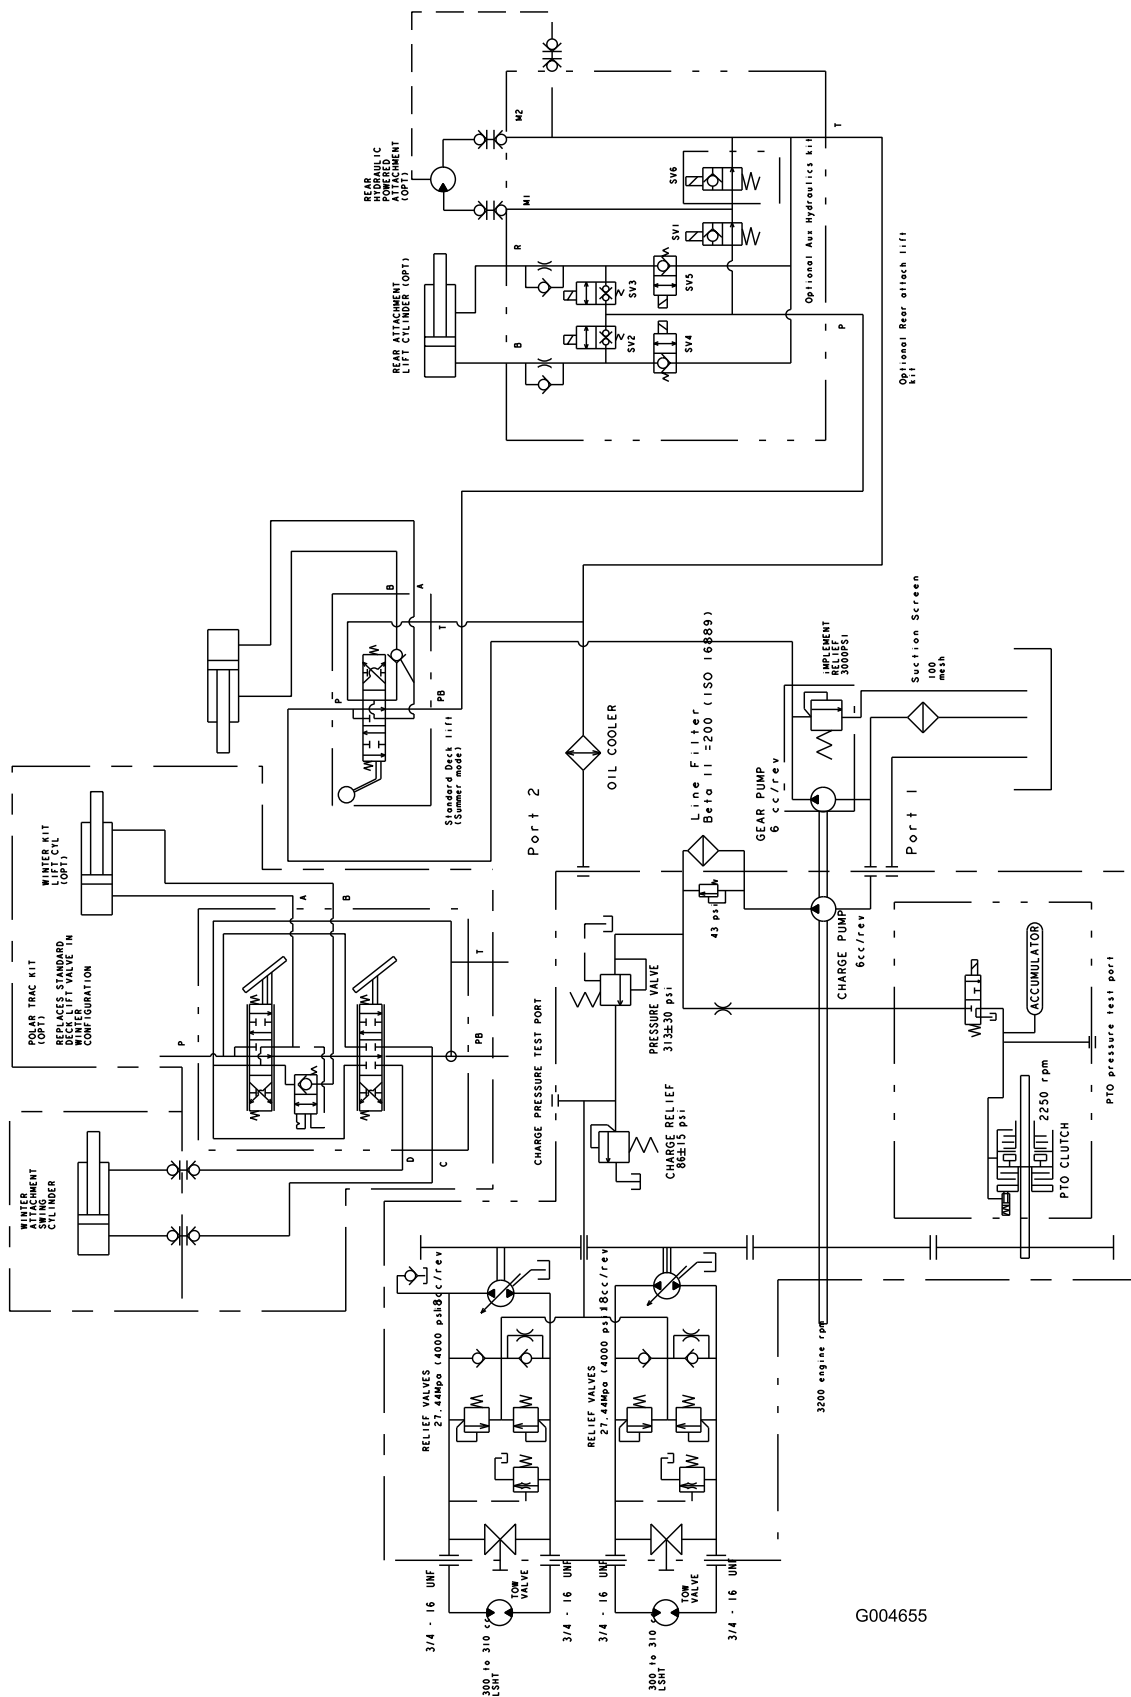 M2
T
REAR
HYDRAULIC
POWERED
ATTACHMENT
(OPT)
M1
SV6
SV1
Optional Aux Hydraulics kit
R
REAR ATTACHMENT
LIFT CYLINDER (OPT)
SV3
SV5
SV2
SV4
B
P
Optional Rear attach lift
kit
B
A
T
P
PB
Standard Deck lift
(Summer mode)
OIL COOLER
Line Filter
Beta 11 =200 (ISO 16889)
IMPLEMENT
RELIEF
3000PSI
Suction Screen
100
mesh
GEAR PUMP
6 cc/rev
Port 2
Port 1
WINTER KIT
LIFT CYL
(OPT)
A
B
POLAR TRAC KIT
(OPT)
REPLACES STANDARD
DECK LIFT VALVE IN
WINTER
CONFIGURATION
P
T
PB
43 psi
CHARGE PUMP
6cc/rev
PRESSURE VALVE
313±30 psi
CHARGE PRESSURE TEST PORT
CHARGE RELIEF
86±15 psi
ACCUMULATOR
PTO pressure test port
2250 rpm
PTO CLUTCH
WINTER
ATTACHMENT
SWING
CYLINDER
D
C
RELIEF VALVES
27.44Mpa (4000 psi)
18cc/rev
RELIEF VALVES
27.44Mpa (4000 psi)
18cc/rev
3200 engine rpm
TOW
VALVE
TOW
VALVE
3/4 - 16 UNF
3/4 - 16 UNF
3/4 - 16 UNF
3/4 - 16 UNF
300 to 310 cc
LSHT
300 to 310 c
LSHT
G004655